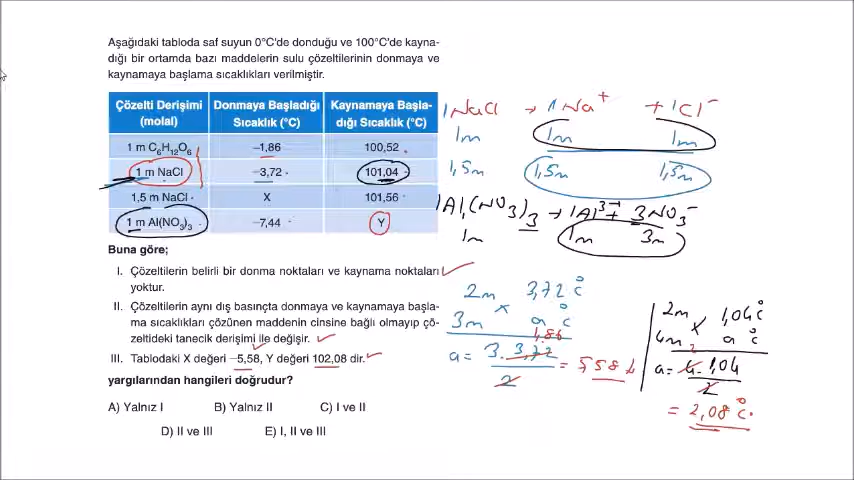 Aşağıdaki tabloda saf suyun 0°C'de donduğu ve 100°C'de kayna-
dığı bir ortamda bazı maddelerin sulu çözeltilerinin donmaya ve
kaynamaya başlama sıcaklıkları verilmiştir.
Çözelti Derişimi (molal) Donmaya Başladığı Sıcaklık (°C) Kaynamaya Başla-dığı Sıcaklık (°C)
1 m C₆H₁₂O₆ −1,86 100,52
1 m NaCl −3,72 101,04
1,5 m NaCl X 101,56
1 m Al(NO₃)₃ −7,44 Y
Buna göre;
I. Çözeltilerin belirli bir donma noktaları ve kaynama noktaları
yoktur.
II. Çözeltilerin aynı dış basınçta donmaya ve kaynamaya başla-
ma sıcaklıkları çözünen maddenin cinsine bağlı olmayıp çö-
zeltideki tanecik derişimi ile değişir.
III. Tablodaki X değeri −5,58, Y değeri 102,08 dir.
yargılarından hangileri doğrudur?
A) Yalnız I B) Yalnız II C) I ve II
D) II ve III E) I, II ve III
1NaCl → 1Na⁺ + 1Cl⁻
1m 1m 1m
1,5m 1,5m 1,5m
1Al(NO₃)₃ → 1Al³⁺ + 3NO₃⁻
1m 1m 3m
2m 3,72 °C
3m x a °C
1,86
a = 3. 3,72
2
= 5,58
2m 1,04 °C
4m x a °C
2
a = 4. 1,04
2
= 2,08 °C